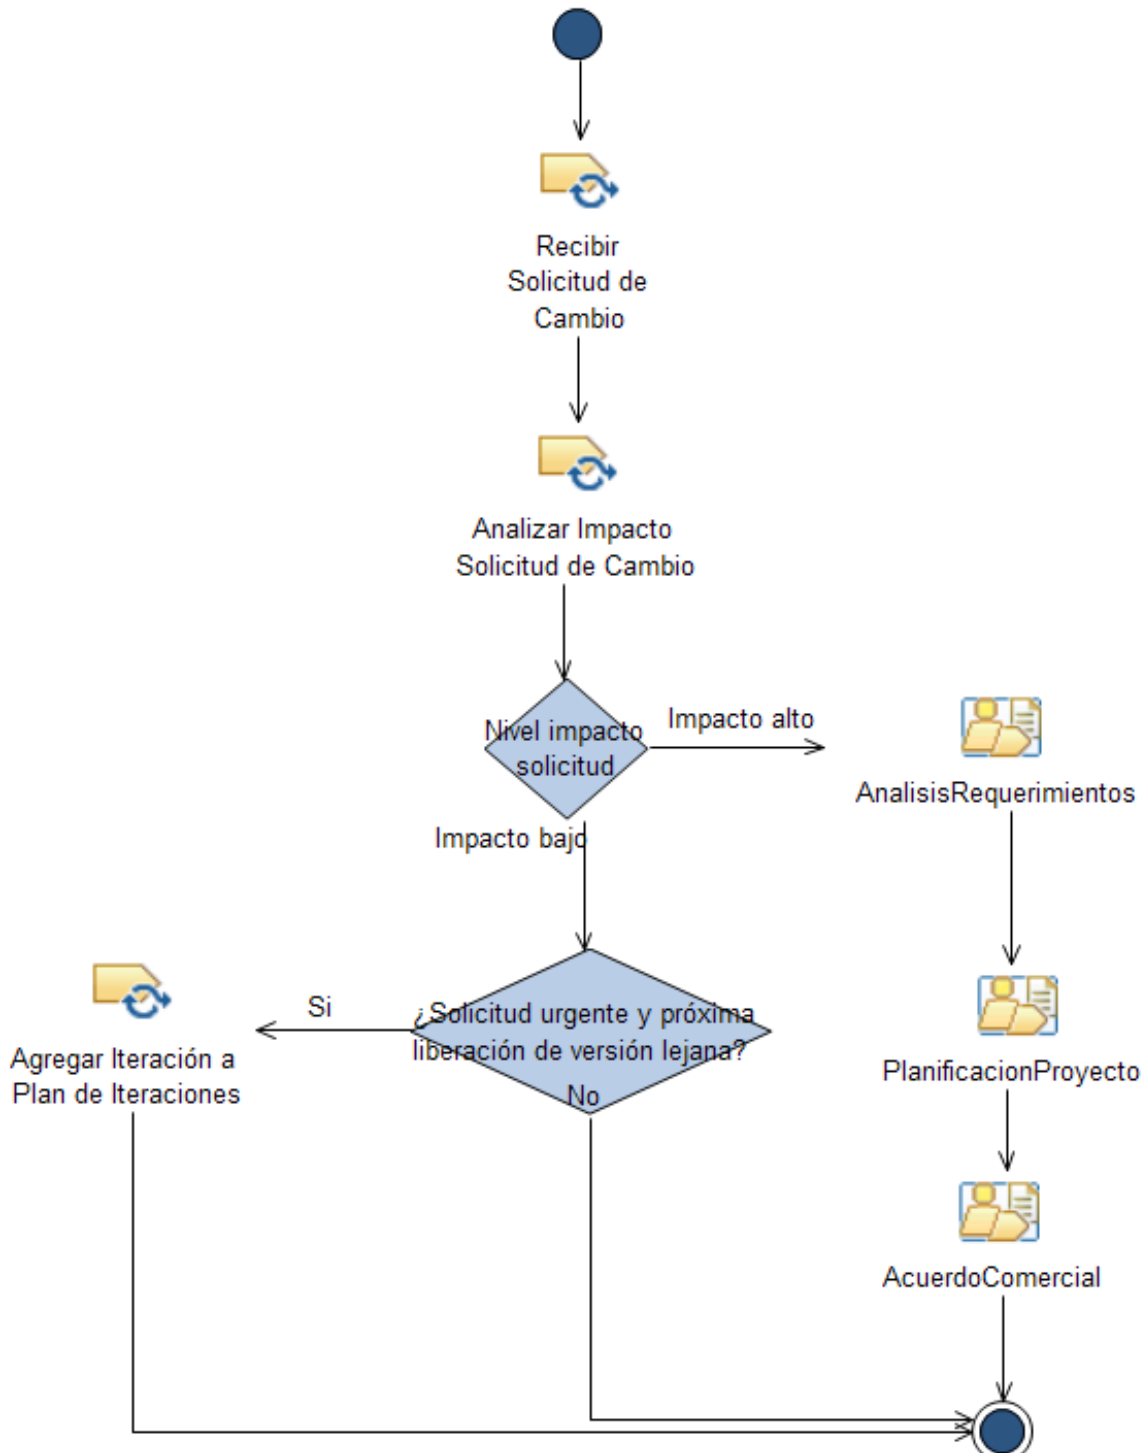 Recibir
Solicitud de
Cambio
Analizar Impacto
Solicitud de Cambio
Nivel impacto
solicitud
Impacto alto
AnalisisRequerimientos
Impacto bajo
¿Solicitud urgente y próxima
liberación de versión lejana?
Si
No
Agregar Iteración a
Plan de Iteraciones
PlanificacionProyecto
AcuerdoComercial